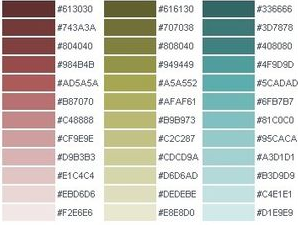 #613030 #616130 #336666
#743A3A #707038 #3D7878
#804040 #808040 #408080
#984B4B #949449 #4F9D9D
#AD5A5A #A5A552 #5CADAD
#B87070 #AFAF61 #6FB7B7
#C48888 #B9B973 #81C0C0
#CF9E9E #C2C287 #95CACA
#D9B3B3 #CDCD9A #A3D1D1
#E1C4C4 #D6D6AD #B3D9D9
#EBD6D6 #DEDEBE #C4E1E1
#F2E6E6 #E8E8D0 #D1E9E9